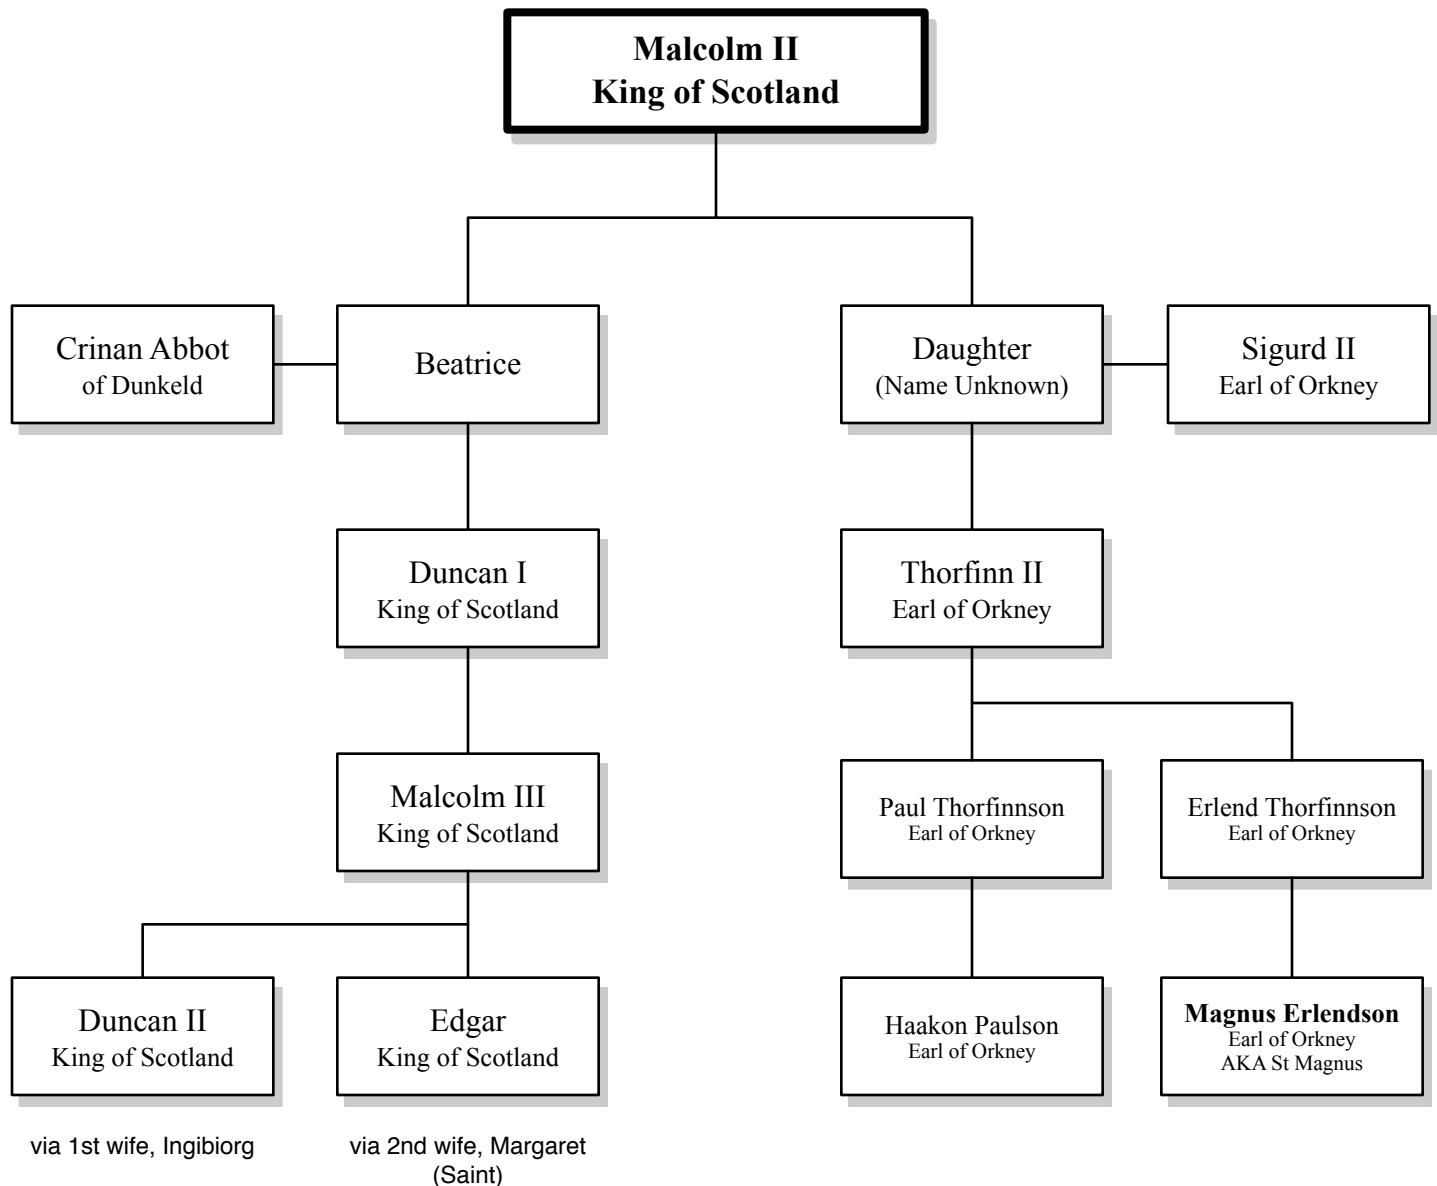 Malcolm II
King of Scotland
Crinan Abbot
of Dunkeld
Beatrice
Daughter
(Name Unknown)
Sigurd II
Earl of Orkney
Duncan I
King of Scotland
Thorfinn II
Earl of Orkney
Malcolm III
King of Scotland
Paul Thorfinnson
Earl of Orkney
Erlend Thorfinnson
Earl of Orkney
Duncan II
King of Scotland
Edgar
King of Scotland
Haakon Paulson
Earl of Orkney
Magnus Erlendson
Earl of Orkney
AKA St Magnus
via 1st wife, Ingibiorg
via 2nd wife, Margaret
(Saint)